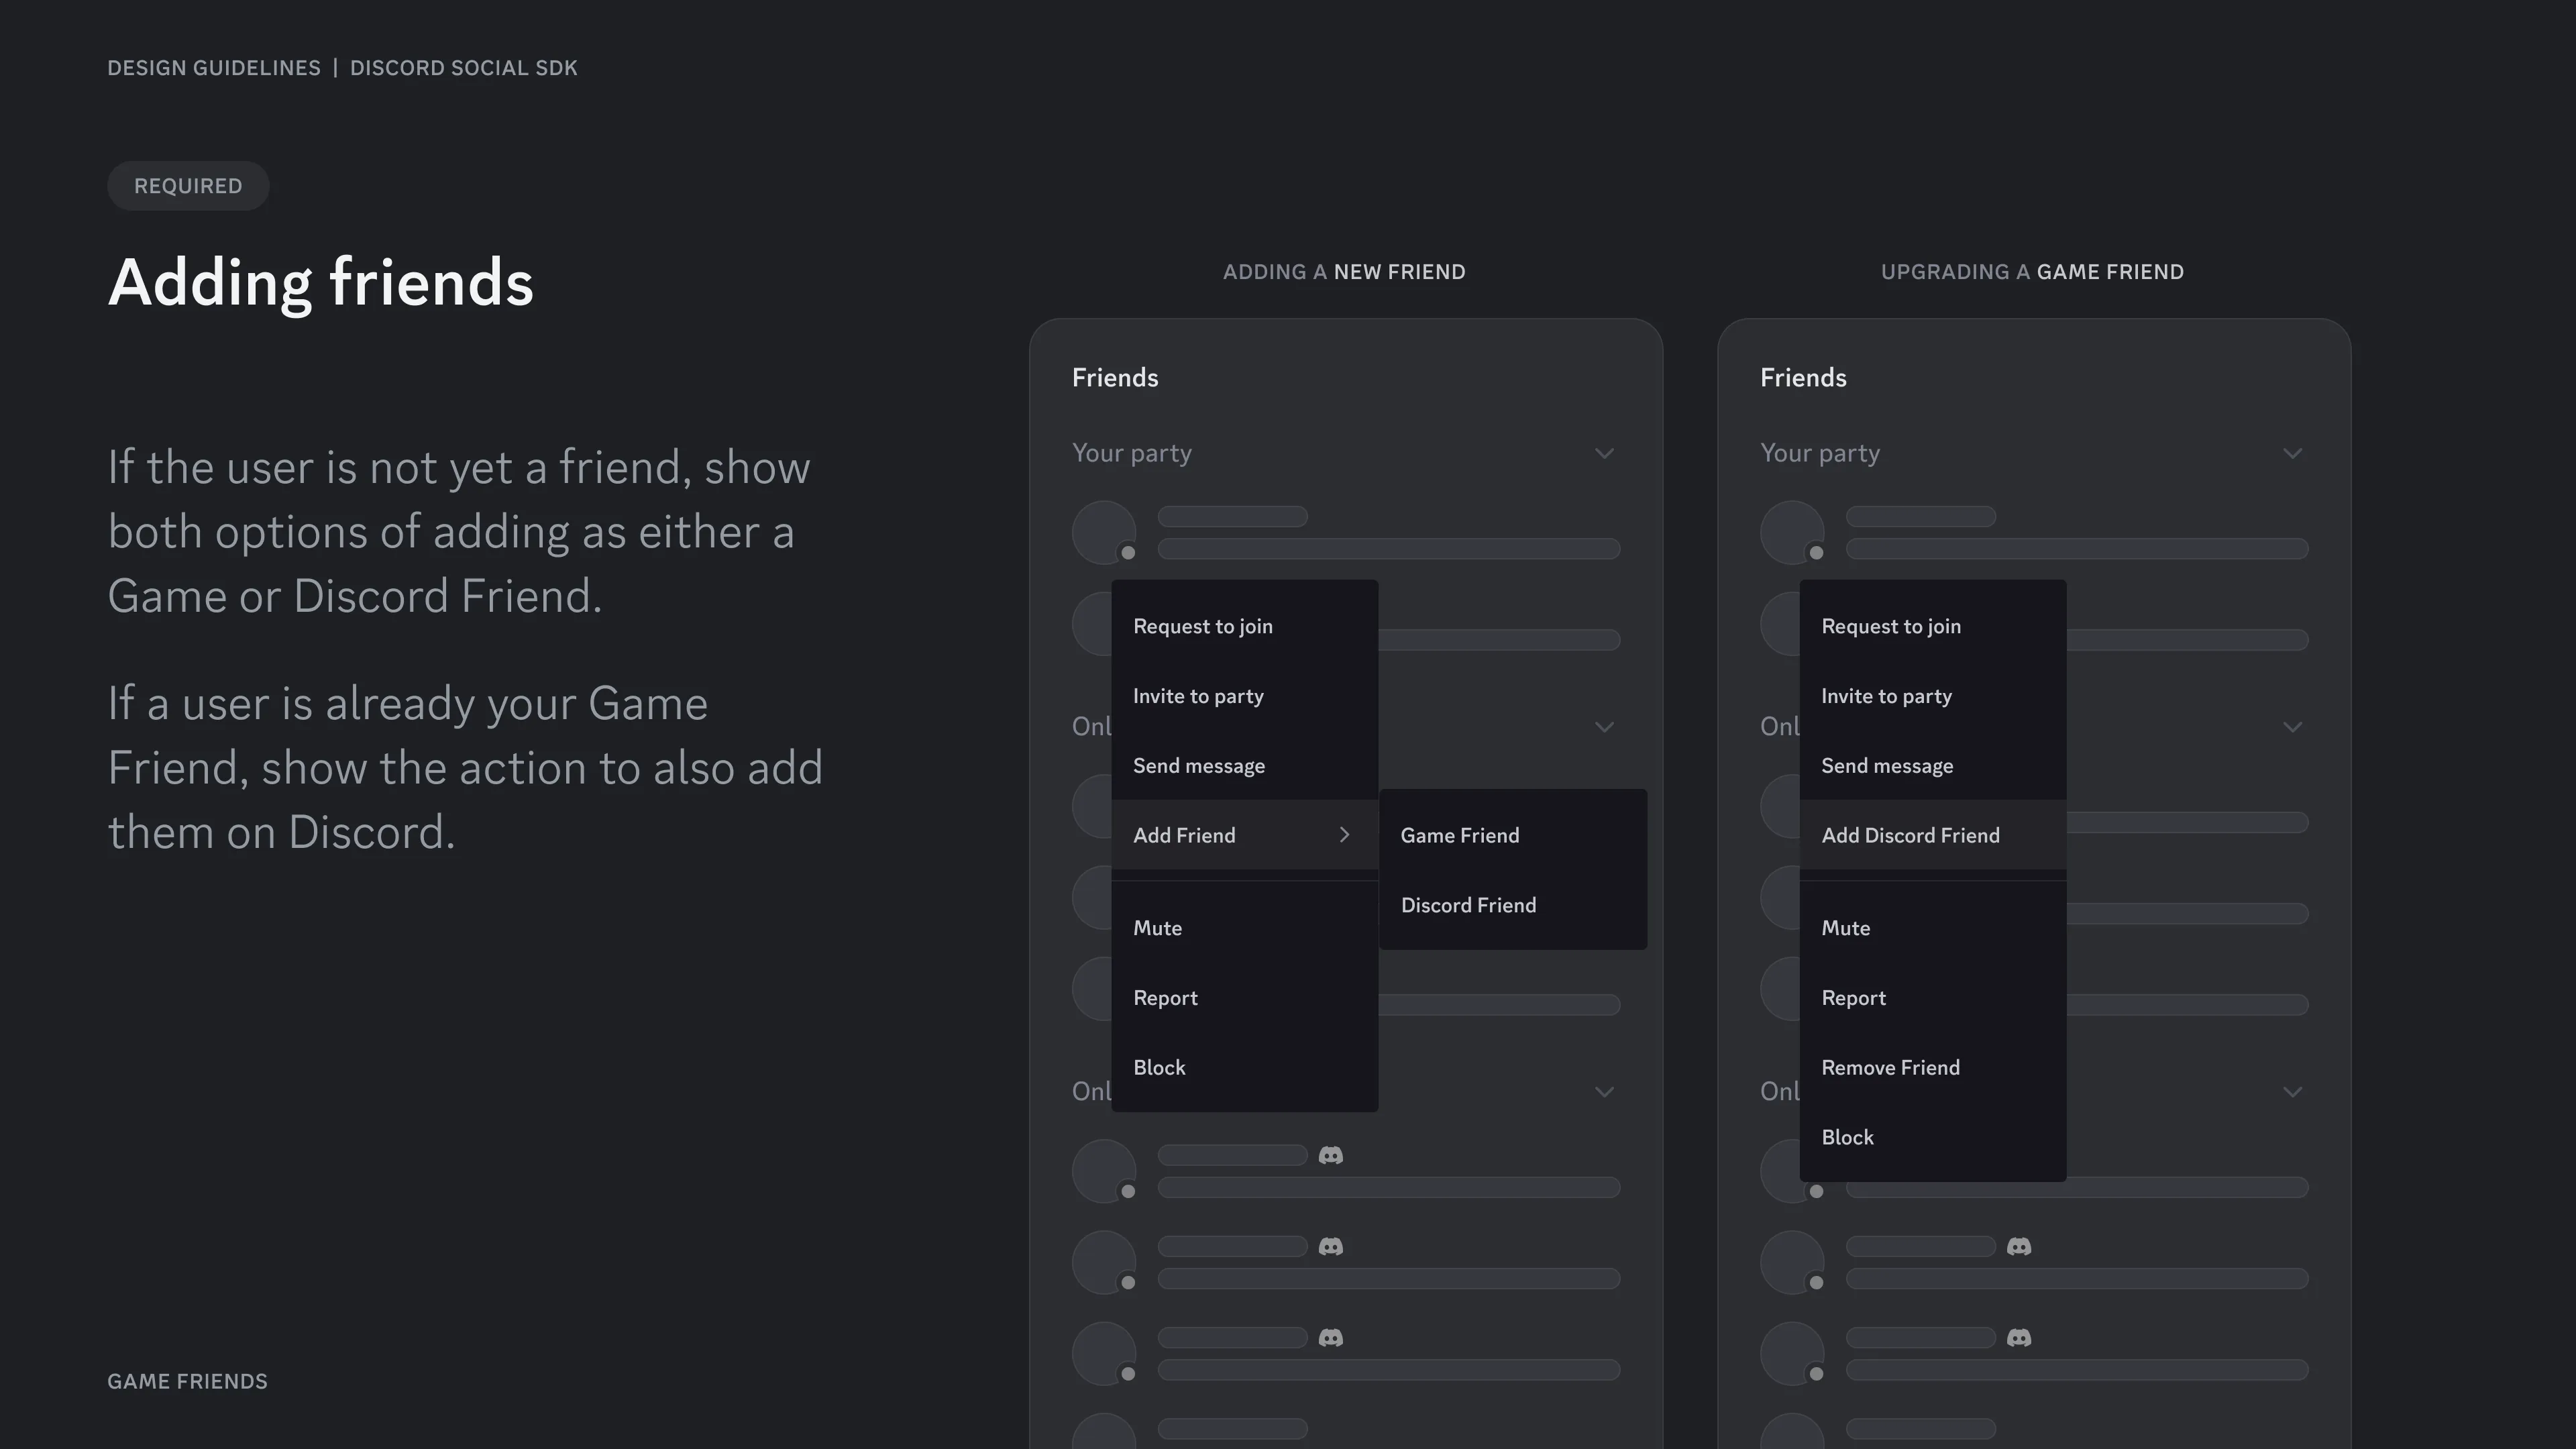 DESIGN GUIDELINES | DISCORD SOCIAL SDK
REQUIRED
Adding friends
If the user is not yet a friend, show
both options of adding as either a
Game or Discord Friend.
If a user is already your Game
Friend, show the action to also add
them on Discord.
GAME FRIENDS
ADDING A NEW FRIEND
Friends
Your party
Request to join
Invite to party
Onl
Send message
Add Friend
Game Friend
Discord Friend
Mute
Report
Block
Onl
UPGRADING A GAME FRIEND
Friends
Your party
Request to join
Invite to party
Onl
Send message
Add Discord Friend
Mute
Report
Remove Friend
Onl
Block